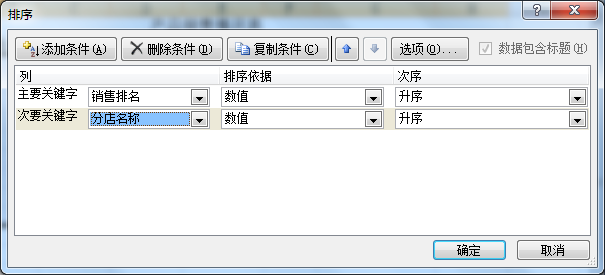 排序
添加条件(A) 删除条件(D) 复制条件(C) 选项(O)... 数据包含标题(H)
列 排序依据 次序
主要关键字 销售排名 数值 升序
次要关键字 分店名称 数值 升序
确定 取消